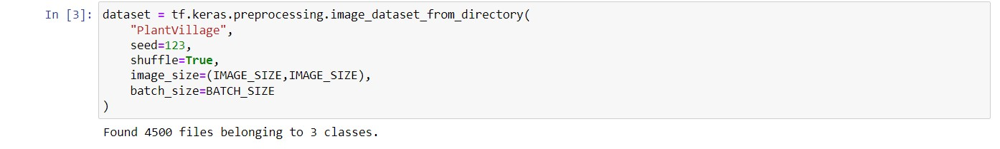 In [3]: dataset = tf.keras.preprocessing.image_dataset_from_directory(
    "PlantVillage",
    seed=123,
    shuffle=True,
    image_size=(IMAGE_SIZE,IMAGE_SIZE),
    batch_size=BATCH_SIZE
)
Found 4500 files belonging to 3 classes.